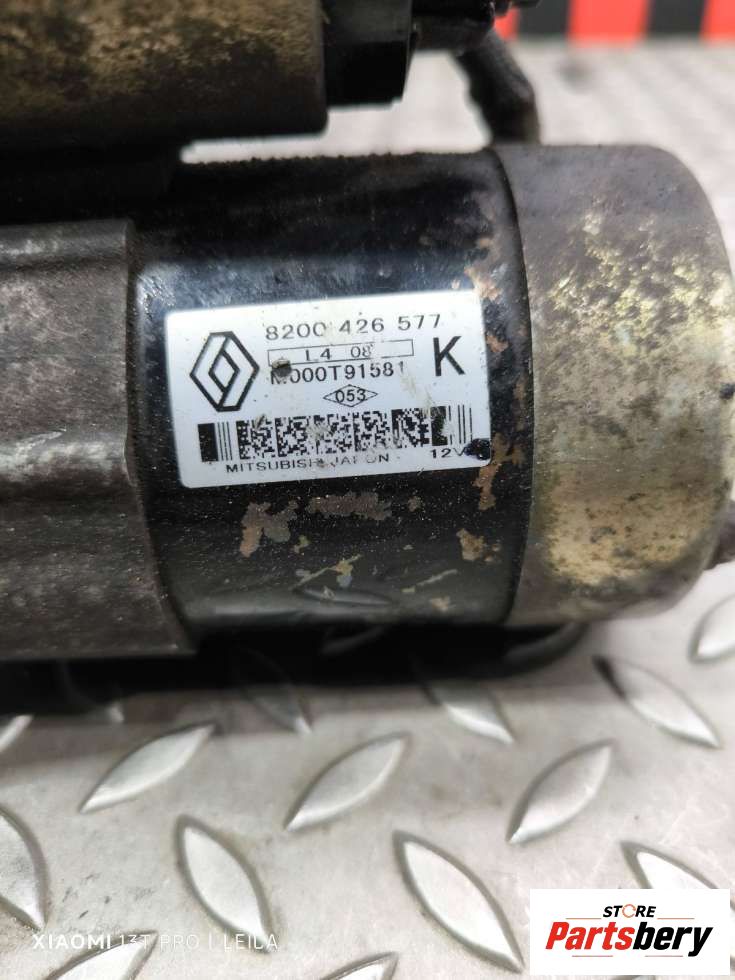 8200 426 577
L4 08
K
M000T91581
053
MITSUBISHI JAPAN
12V
XIAOMI 13T PRO | LEILA
STORE
Partsbery